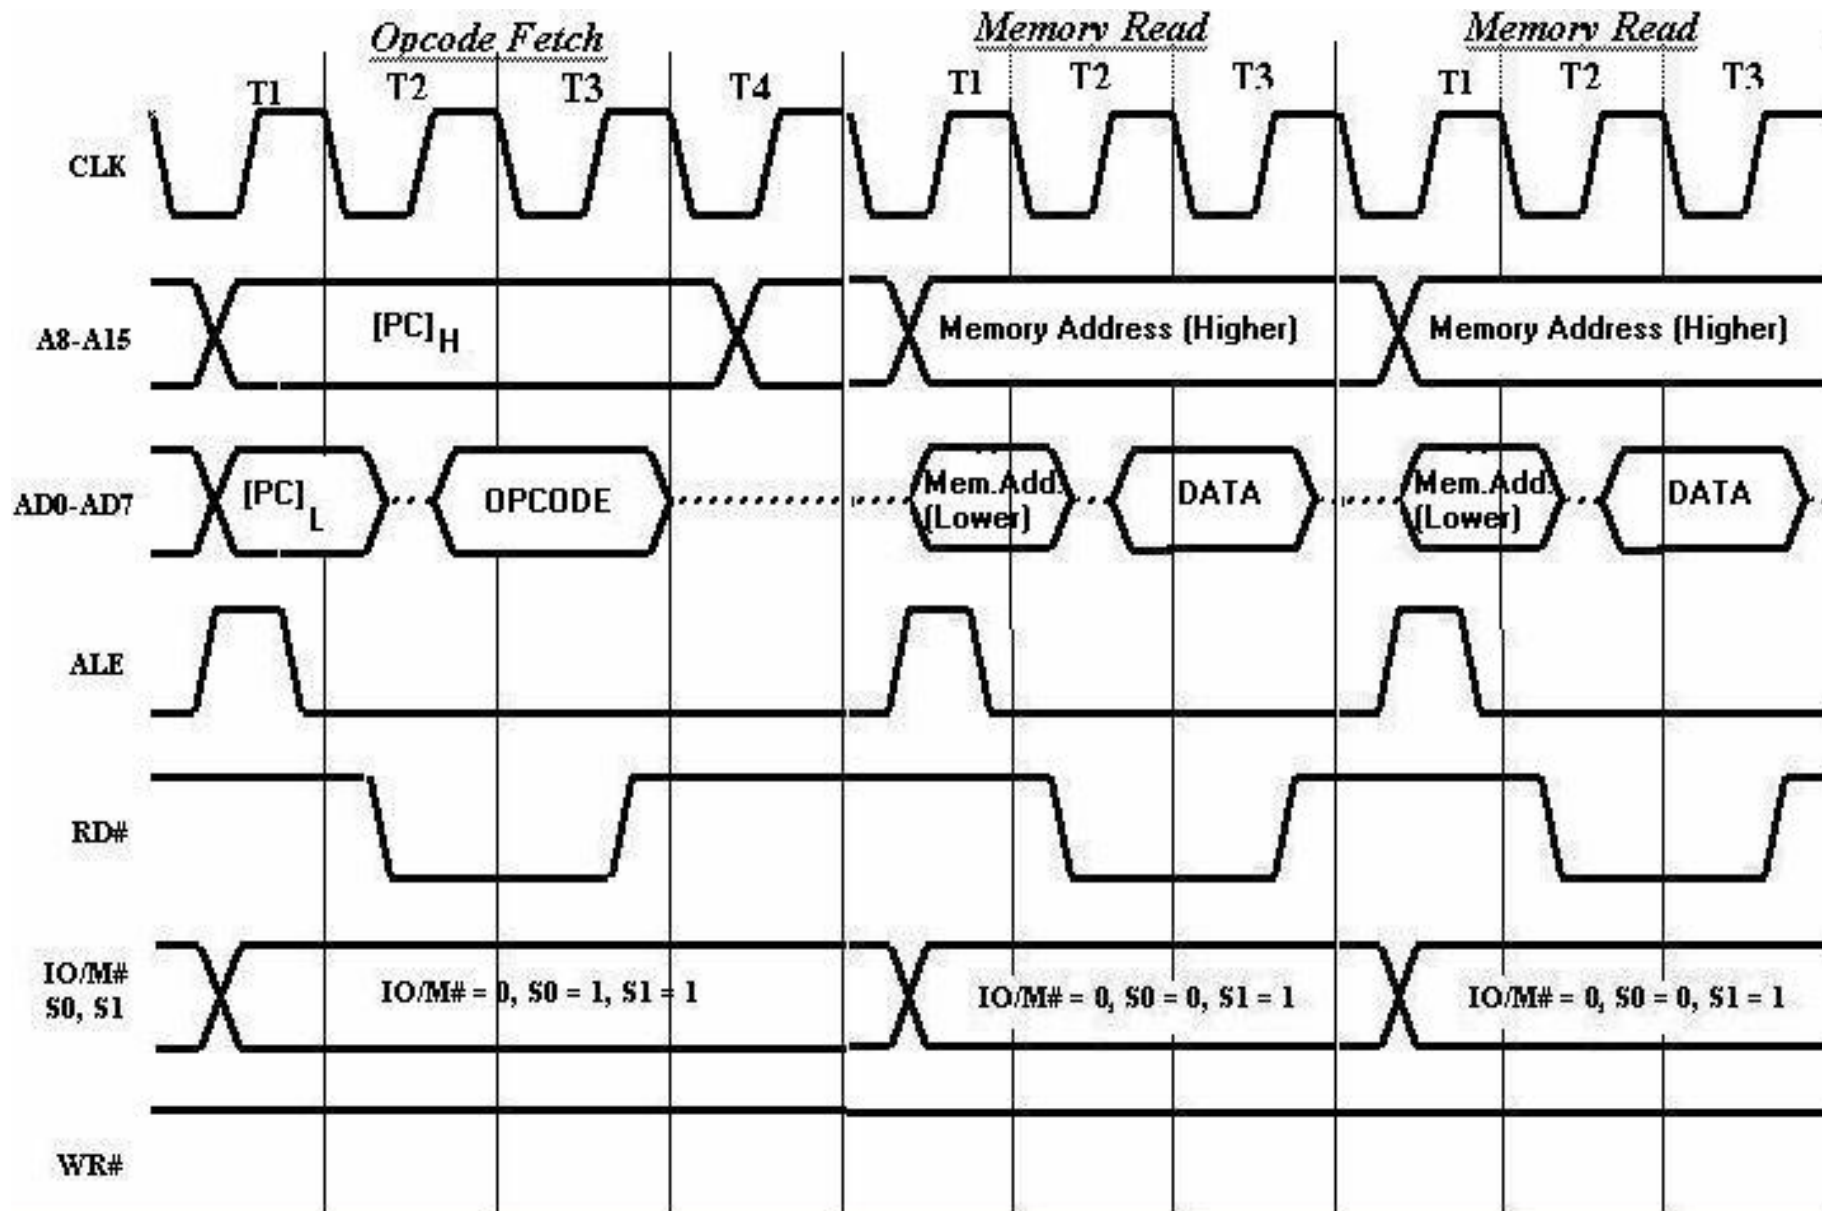 Opcode Fetch
Memory Read
Memory Read
T1 T2 T3 T4 T1 T2 T3 T1 T2 T3
CLK
A8-A15
[PC]H
Memory Address (Higher)
Memory Address (Higher)
AD0-AD7
[PC]L
OPCODE
Mem.Add.
(Lower)
DATA
Mem.Add.
(Lower)
DATA
ALE
RD#
IO/M#
S0, S1
IO/M# = 0, S0 = 1, S1 = 1
IO/M# = 0, S0 = 0, S1 = 1
IO/M# = 0, S0 = 0, S1 = 1
WR#